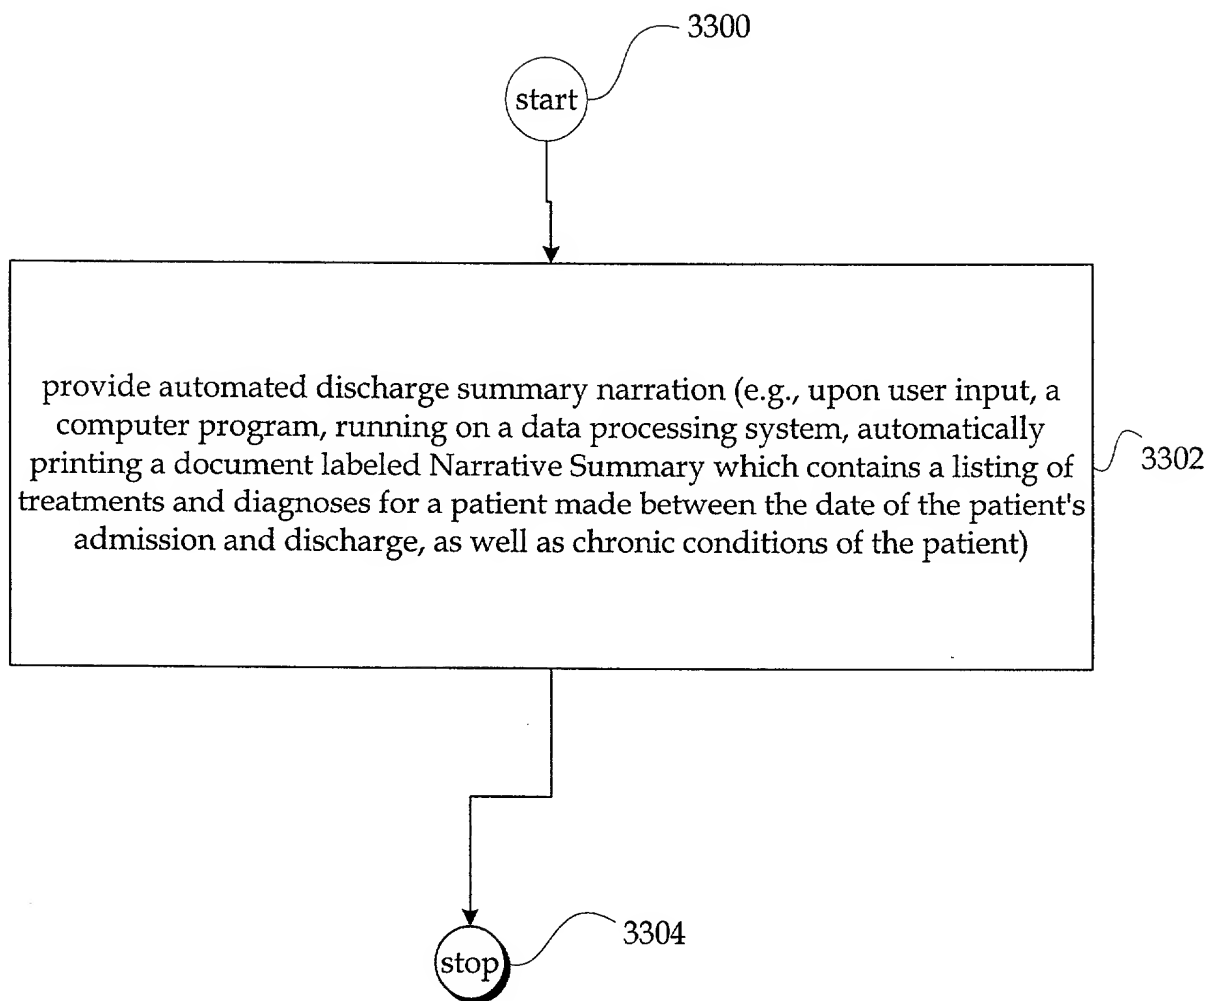 3300
start
provide automated discharge summary narration (e.g., upon user input, a
computer program, running on a data processing system, automatically
printing a document labeled Narrative Summary which contains a listing of
treatments and diagnoses for a patient made between the date of the patient's
admission and discharge, as well as chronic conditions of the patient)
3302
3304
stop